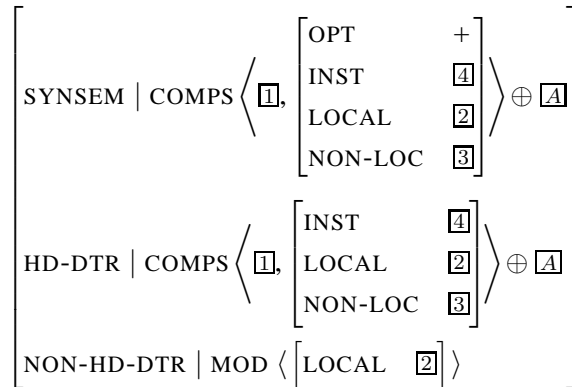 OPT +
INST 4
SYNSEM | COMPS ⟨ 1, LOCAL 2 ⟩ ⊕ A
NON-LOC 3
INST 4
HD-DTR | COMPS ⟨ 1, LOCAL 2 ⟩ ⊕ A
NON-LOC 3
NON-HD-DTR | MOD ⟨ [LOCAL 2] ⟩